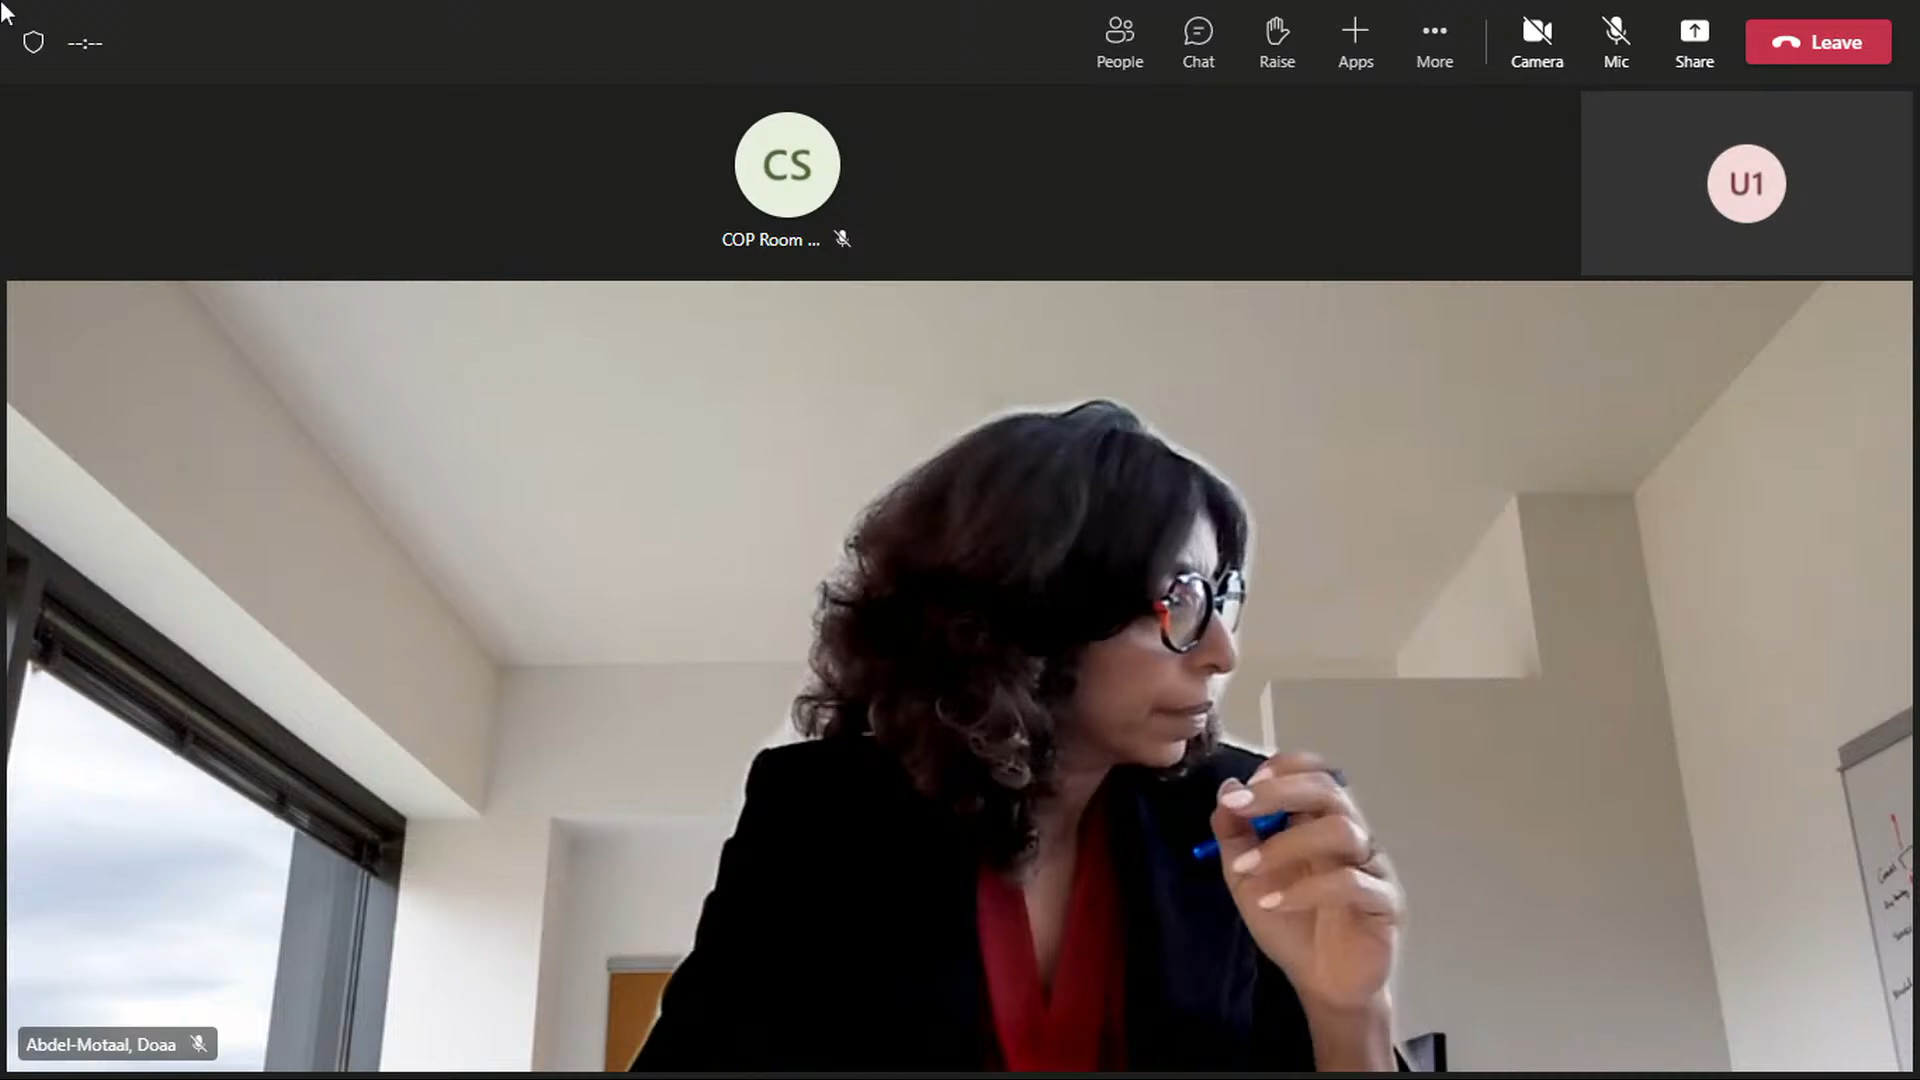 --:--
People
Chat
Raise
Apps
More
Camera
Mic
Share
Leave
CS
COP Room ...
U1
Abdel-Motaal, Doaa